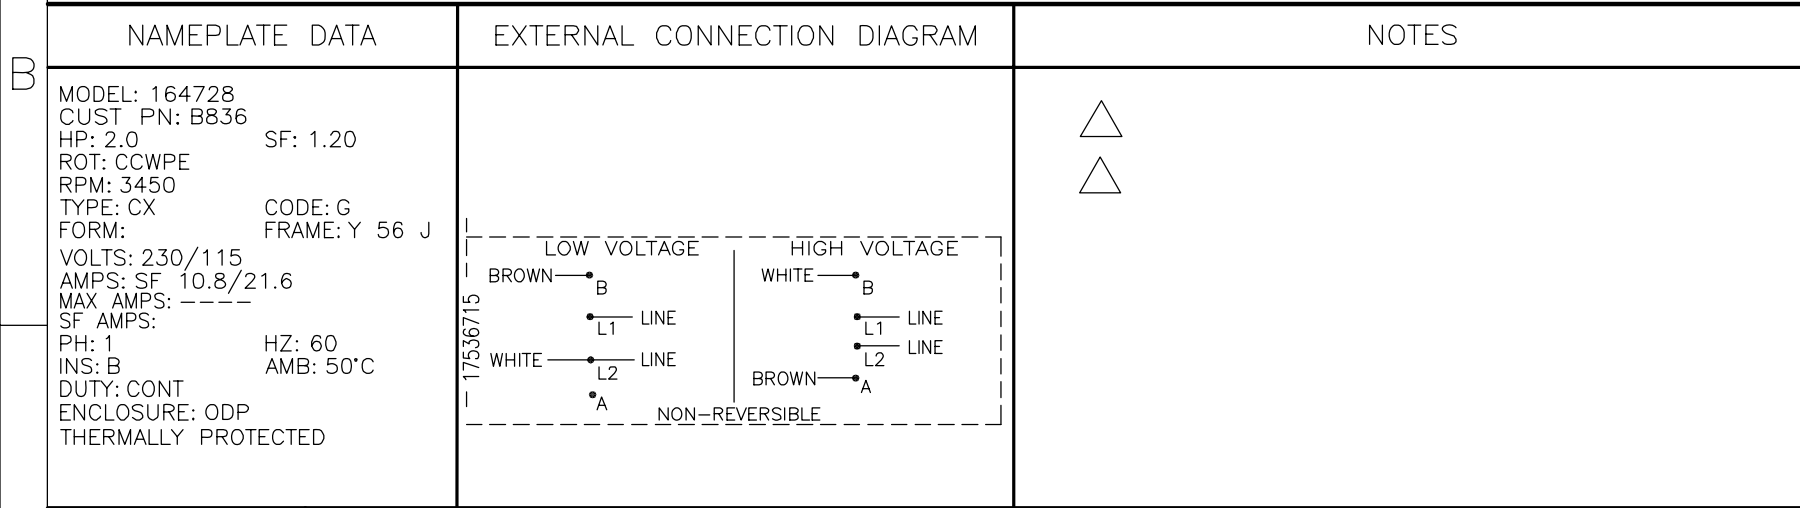 B
NAMEPLATE DATA
MODEL: 164728
CUST PN: B836
HP: 2.0 SF: 1.20
ROT: CCWPE
RPM: 3450
TYPE: CX CODE: G
FORM: FRAME: Y 56 J
VOLTS: 230/115
AMPS: SF 10.8/21.6
MAX AMPS: ----
SF AMPS:
PH: 1 HZ: 60
INS: B AMB: 50°C
DUTY: CONT
ENCLOSURE: ODP
THERMALLY PROTECTED
EXTERNAL CONNECTION DIAGRAM
17536715
LOW VOLTAGE
BROWN B
L1 LINE
WHITE L2 LINE
A
HIGH VOLTAGE
WHITE B
L1 LINE
L2 LINE
BROWN A
NON-REVERSIBLE
NOTES